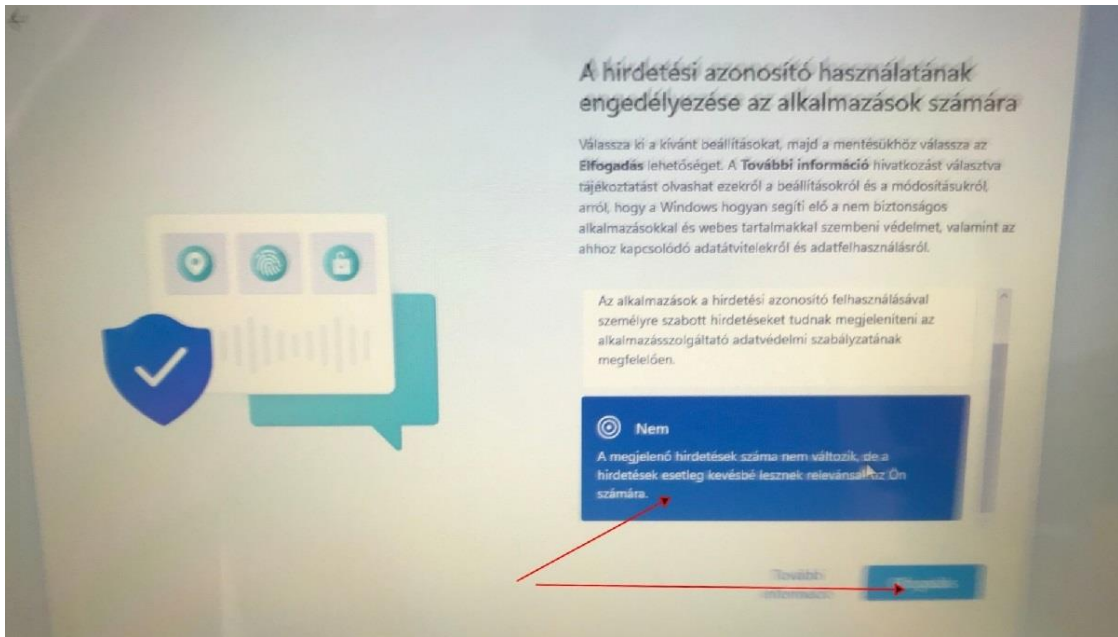 A hirdetési azonosító használatának
engedélyezése az alkalmazások számára
Válassza ki a kívánt beállításokat, majd a mentésükhöz válassza az
Elfogadás lehetőséget. A További információ hivatkozást választva
tájékoztatást olvashat ezekről a beállításokról és a módosításukról,
arról, hogy a Windows hogyan segíti elő a nem biztonságos
alkalmazásokkal és webes tartalmakkal szembeni védelmet, valamint az
ahhoz kapcsolódó adatátvitelekről és adatfelhasználásról.
Az alkalmazások a hirdetési azonosító felhasználásával
személyre szabott hirdetéseket tudnak megjeleníteni az
alkalmazásszolgáltató adatvédelmi szabályzatának
megfelelően.
Nem
A megjelenő hirdetések száma nem változik, de a
hirdetések esetleg kevésbé lesznek relevánsak Ön
számára.
További
információ
Elfogadás